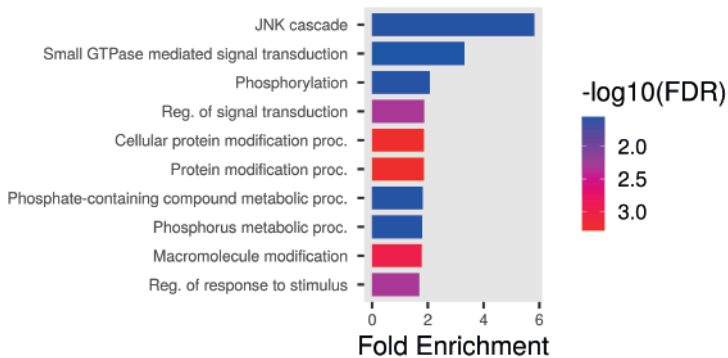 JNK cascade
Small GTPase mediated signal transduction
Phosphorylation
Reg. of signal transduction
Cellular protein modification proc.
Protein modification proc.
Phosphate-containing compound metabolic proc.
Phosphorus metabolic proc.
Macromolecule modification
Reg. of response to stimulus
0 2 4 6
Fold Enrichment
-log10(FDR)
2.0
2.5
3.0